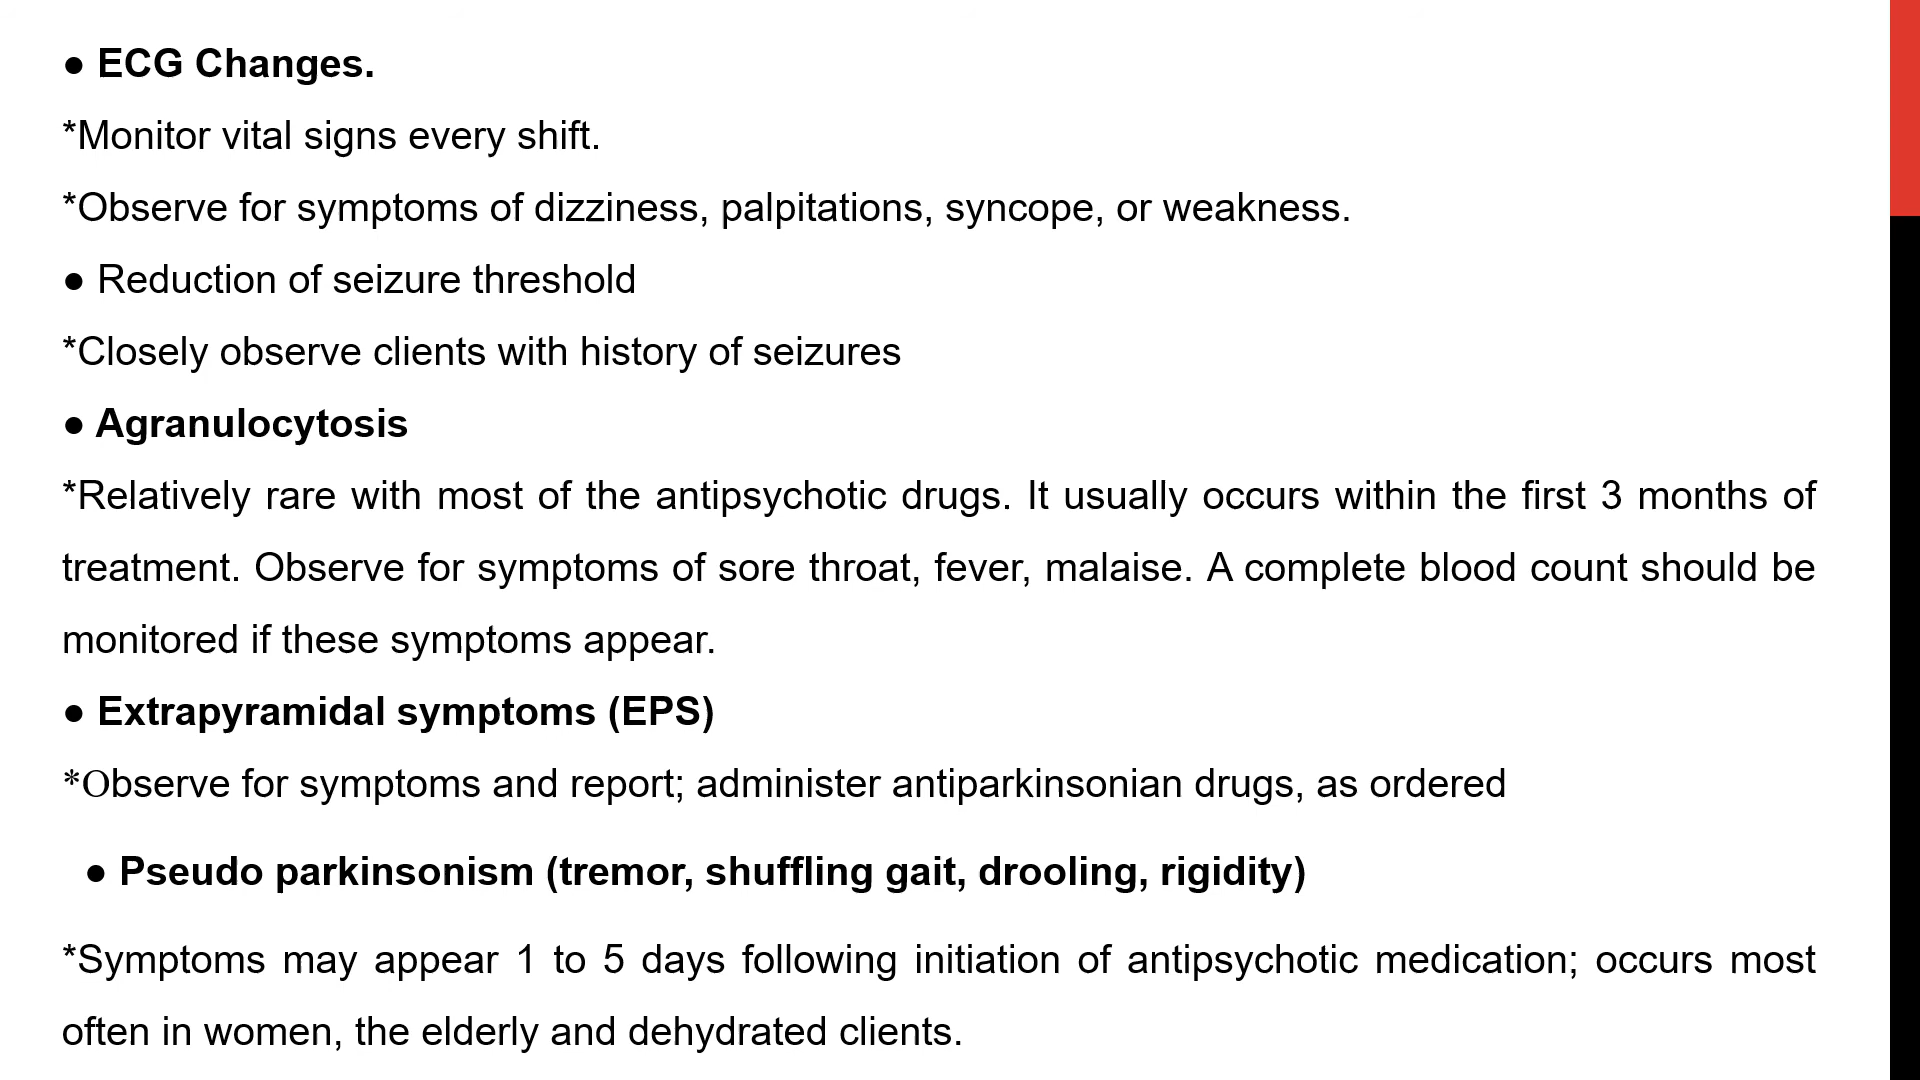 ● ECG Changes.
*Monitor vital signs every shift.
*Observe for symptoms of dizziness, palpitations, syncope, or weakness.
● Reduction of seizure threshold
*Closely observe clients with history of seizures
● Agranulocytosis
*Relatively rare with most of the antipsychotic drugs. It usually occurs within the first 3 months of
treatment. Observe for symptoms of sore throat, fever, malaise. A complete blood count should be
monitored if these symptoms appear.
● Extrapyramidal symptoms (EPS)
*Observe for symptoms and report; administer antiparkinsonian drugs, as ordered
● Pseudo parkinsonism (tremor, shuffling gait, drooling, rigidity)
*Symptoms may appear 1 to 5 days following initiation of antipsychotic medication; occurs most
often in women, the elderly and dehydrated clients.